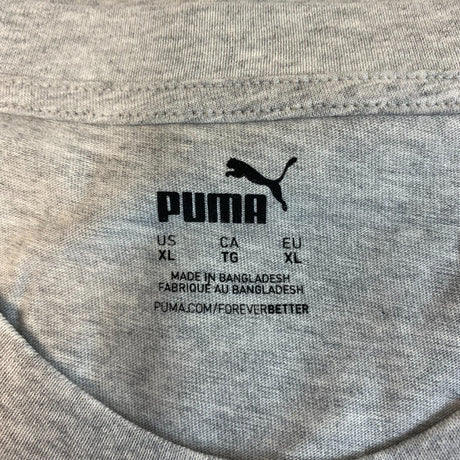 PUMA
US CA EU
XL TG XL
MADE IN BANGLADESH
FABRIQUÉ AU BANGLADESH
PUMA.COM/FOREVERBETTER